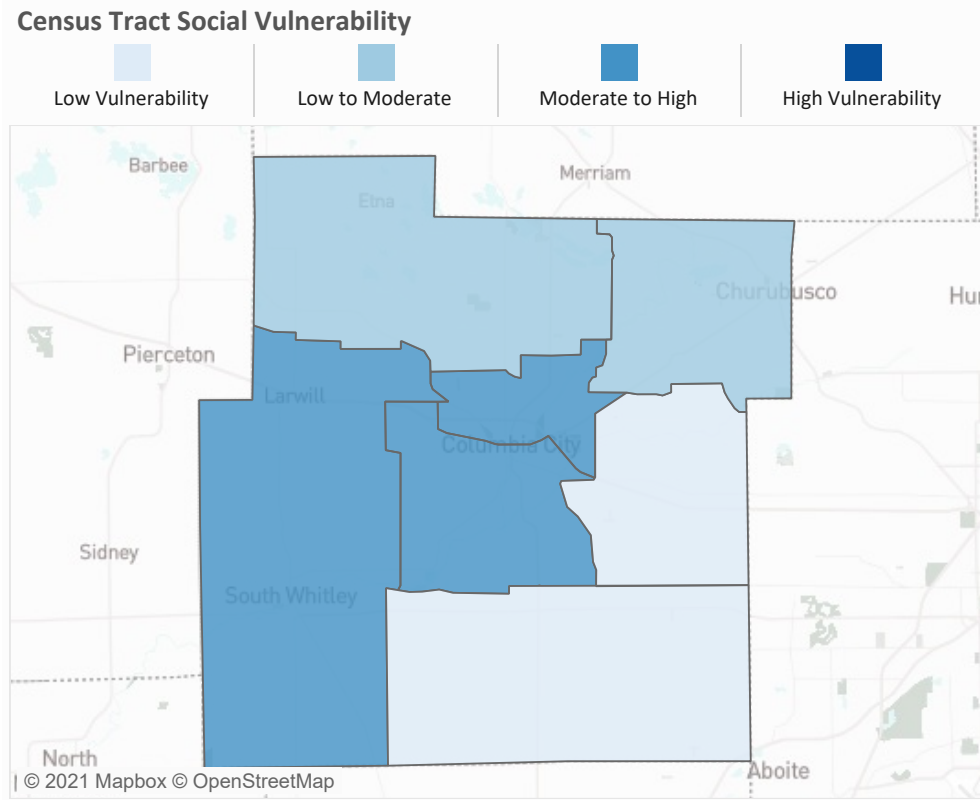 Census Tract Social Vulnerability
Low Vulnerability
Low to Moderate
Moderate to High
High Vulnerability
Barbee
Merriam
Etna
Churubusco
Hu
Pierceton
Larwill
Columbia City
Sidney
South Whitley
North
Aboite
| © 2021 Mapbox © OpenStreetMap